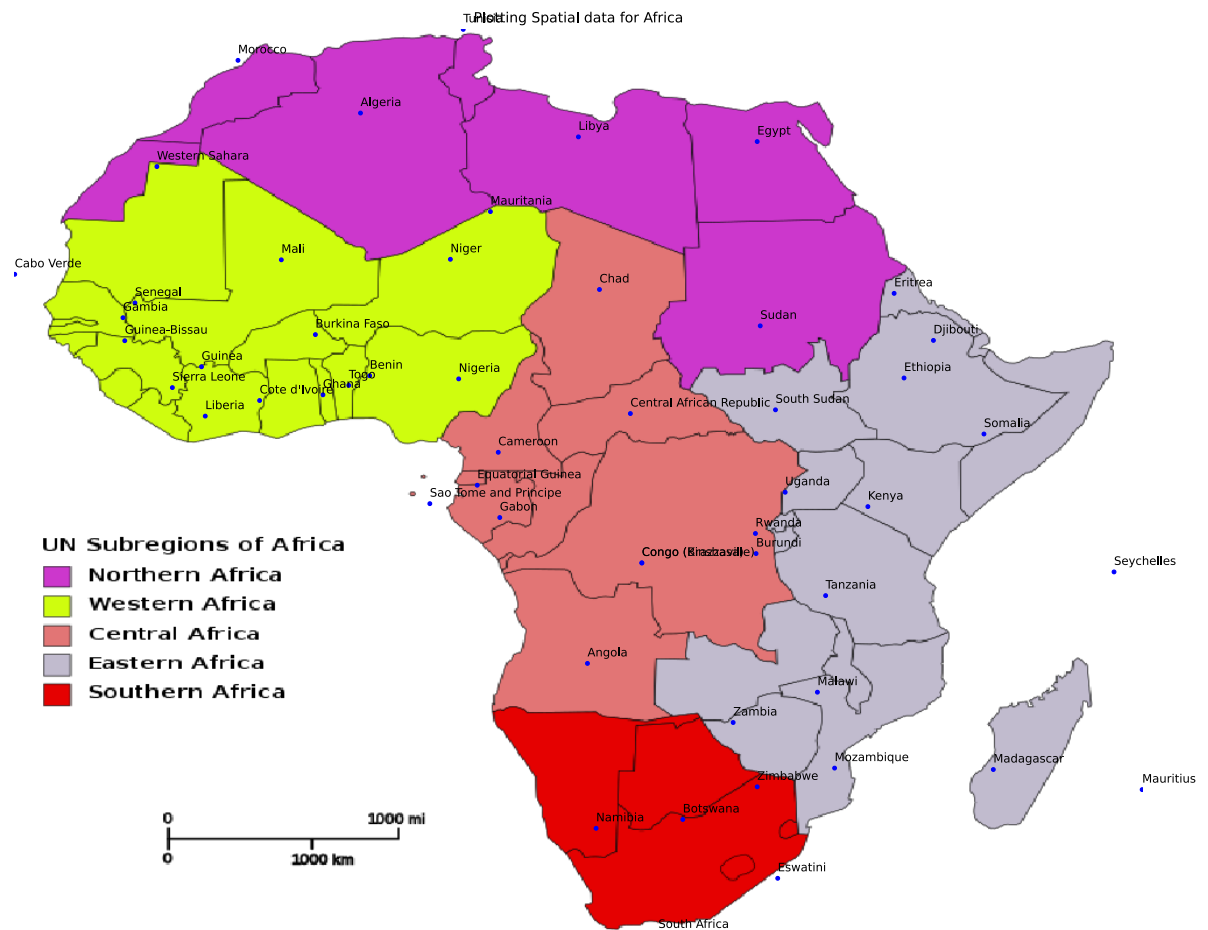 Plotting Spatial data for Africa
Morocco
Algeria
Libya
Egypt
Western Sahara
Mauritania
Mali
Niger
Cabo Verde
Chad
Eritrea
Senegal
Gambia
Sudan
Guinea-Bissau
Burkina Faso
Djibouti
Guinea
Benin
Togo
Nigeria
Ethiopia
Sierra Leone
Ghana
Cote d'Ivoire
Liberia
Central African Republic
South Sudan
Somalia
Cameroon
Equatorial Guinea
Uganda
Sao Tome and Principe
Kenya
Gabon
Rwanda
Burundi
Congo (
Seychelles
Tanzania
Angola
Malawi
Zambia
Mozambique
Madagascar
Zimbabwe
Mauritius
Botswana
Namibia
Eswatini
South Africa
UN Subregions of Africa
Northern Africa
Western Africa
Central Africa
Eastern Africa
Southern Africa
0
1000 mi
0
1000 km